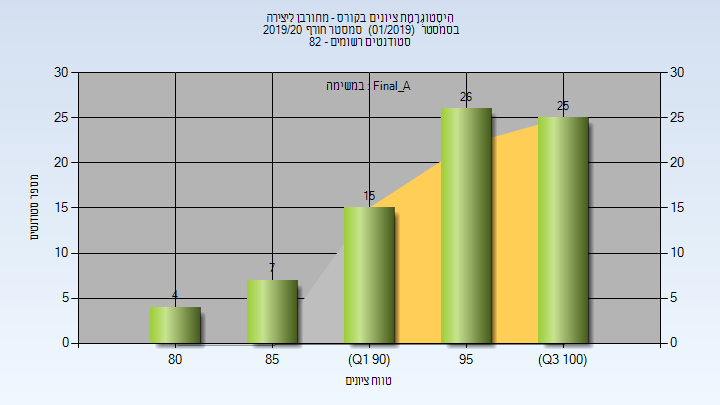 היסטוגרמת ציונים בקורס - מחורבן ליצירה
בסמסטר (01/2019) סמסטר חורף 2019/20
סטודנטים רשומים - 82
במשימה : Final_A
30 30
25 25
20 20
15 15
10 10
5 5
0 0
4 7 15 26 25
80 85 (Q1 90) 95 (Q3 100)
מספר סטודנטים
טווח ציונים